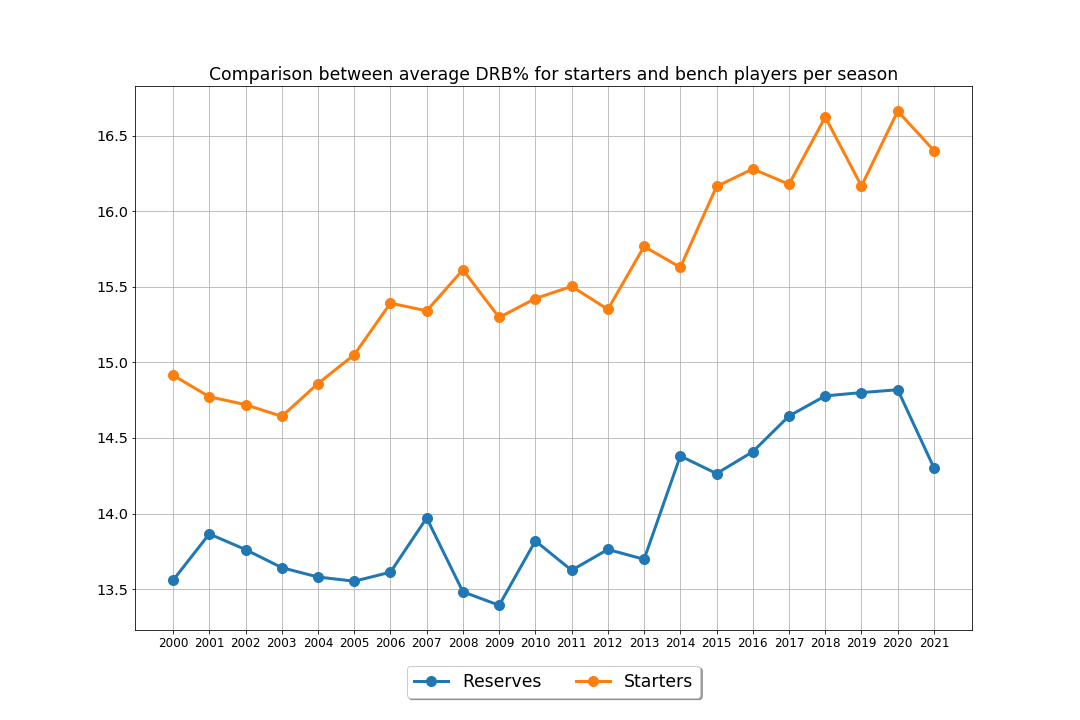 Comparison between average DRB% for starters and bench players per season
16.5
16.0
15.5
15.0
14.5
14.0
13.5
2000 2001 2002 2003 2004 2005 2006 2007 2008 2009 2010 2011 2012 2013 2014 2015 2016 2017 2018 2019 2020 2021
Reserves Starters